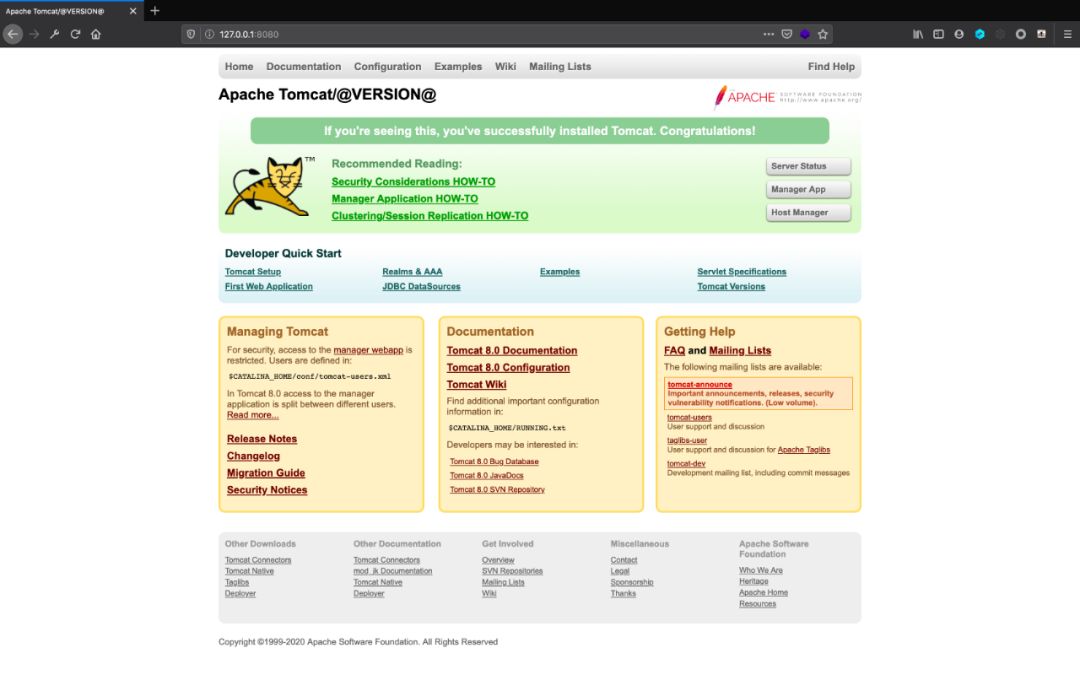 Apache Tomcat/@VERSION@
127.0.0.1:8080
Home Documentation Configuration Examples Wiki Mailing Lists Find Help
Apache Tomcat/@VERSION@
APACHE SOFTWARE FOUNDATION
http://www.apache.org/
If you're seeing this, you've successfully installed Tomcat. Congratulations!
TM
Recommended Reading:
Security Considerations HOW-TO
Manager Application HOW-TO
Clustering/Session Replication HOW-TO
Server Status
Manager App
Host Manager
Developer Quick Start
Tomcat Setup
First Web Application
Realms & AAA
JDBC DataSources
Examples
Servlet Specifications
Tomcat Versions
Managing Tomcat
For security, access to the manager webapp is
restricted. Users are defined in:
$CATALINA_HOME/conf/tomcat-users.xml
In Tomcat 8.0 access to the manager
application is split between different users.
Read more...
Release Notes
Changelog
Migration Guide
Security Notices
Documentation
Tomcat 8.0 Documentation
Tomcat 8.0 Configuration
Tomcat Wiki
Find additional important configuration
information in:
$CATALINA_HOME/RUNNING.txt
Developers may be interested in:
Tomcat 8.0 Bug Database
Tomcat 8.0 JavaDocs
Tomcat 8.0 SVN Repository
Getting Help
FAQ and Mailing Lists
The following mailing lists are available:
tomcat-announce
Important announcements, releases, security
vulnerability notifications. (Low volume).
tomcat-users
User support and discussion
taglibs-user
User support and discussion for Apache Taglibs
tomcat-dev
Development mailing list, including commit messages
Other Downloads
Tomcat Connectors
Tomcat Native
Taglibs
Deployer
Other Documentation
Tomcat Connectors
mod_jk Documentation
Tomcat Native
Deployer
Get Involved
Overview
SVN Repositories
Mailing Lists
Wiki
Miscellaneous
Contact
Legal
Sponsorship
Thanks
Apache Software
Foundation
Who We Are
Heritage
Apache Home
Resources
Copyright ©1999-2020 Apache Software Foundation. All Rights Reserved